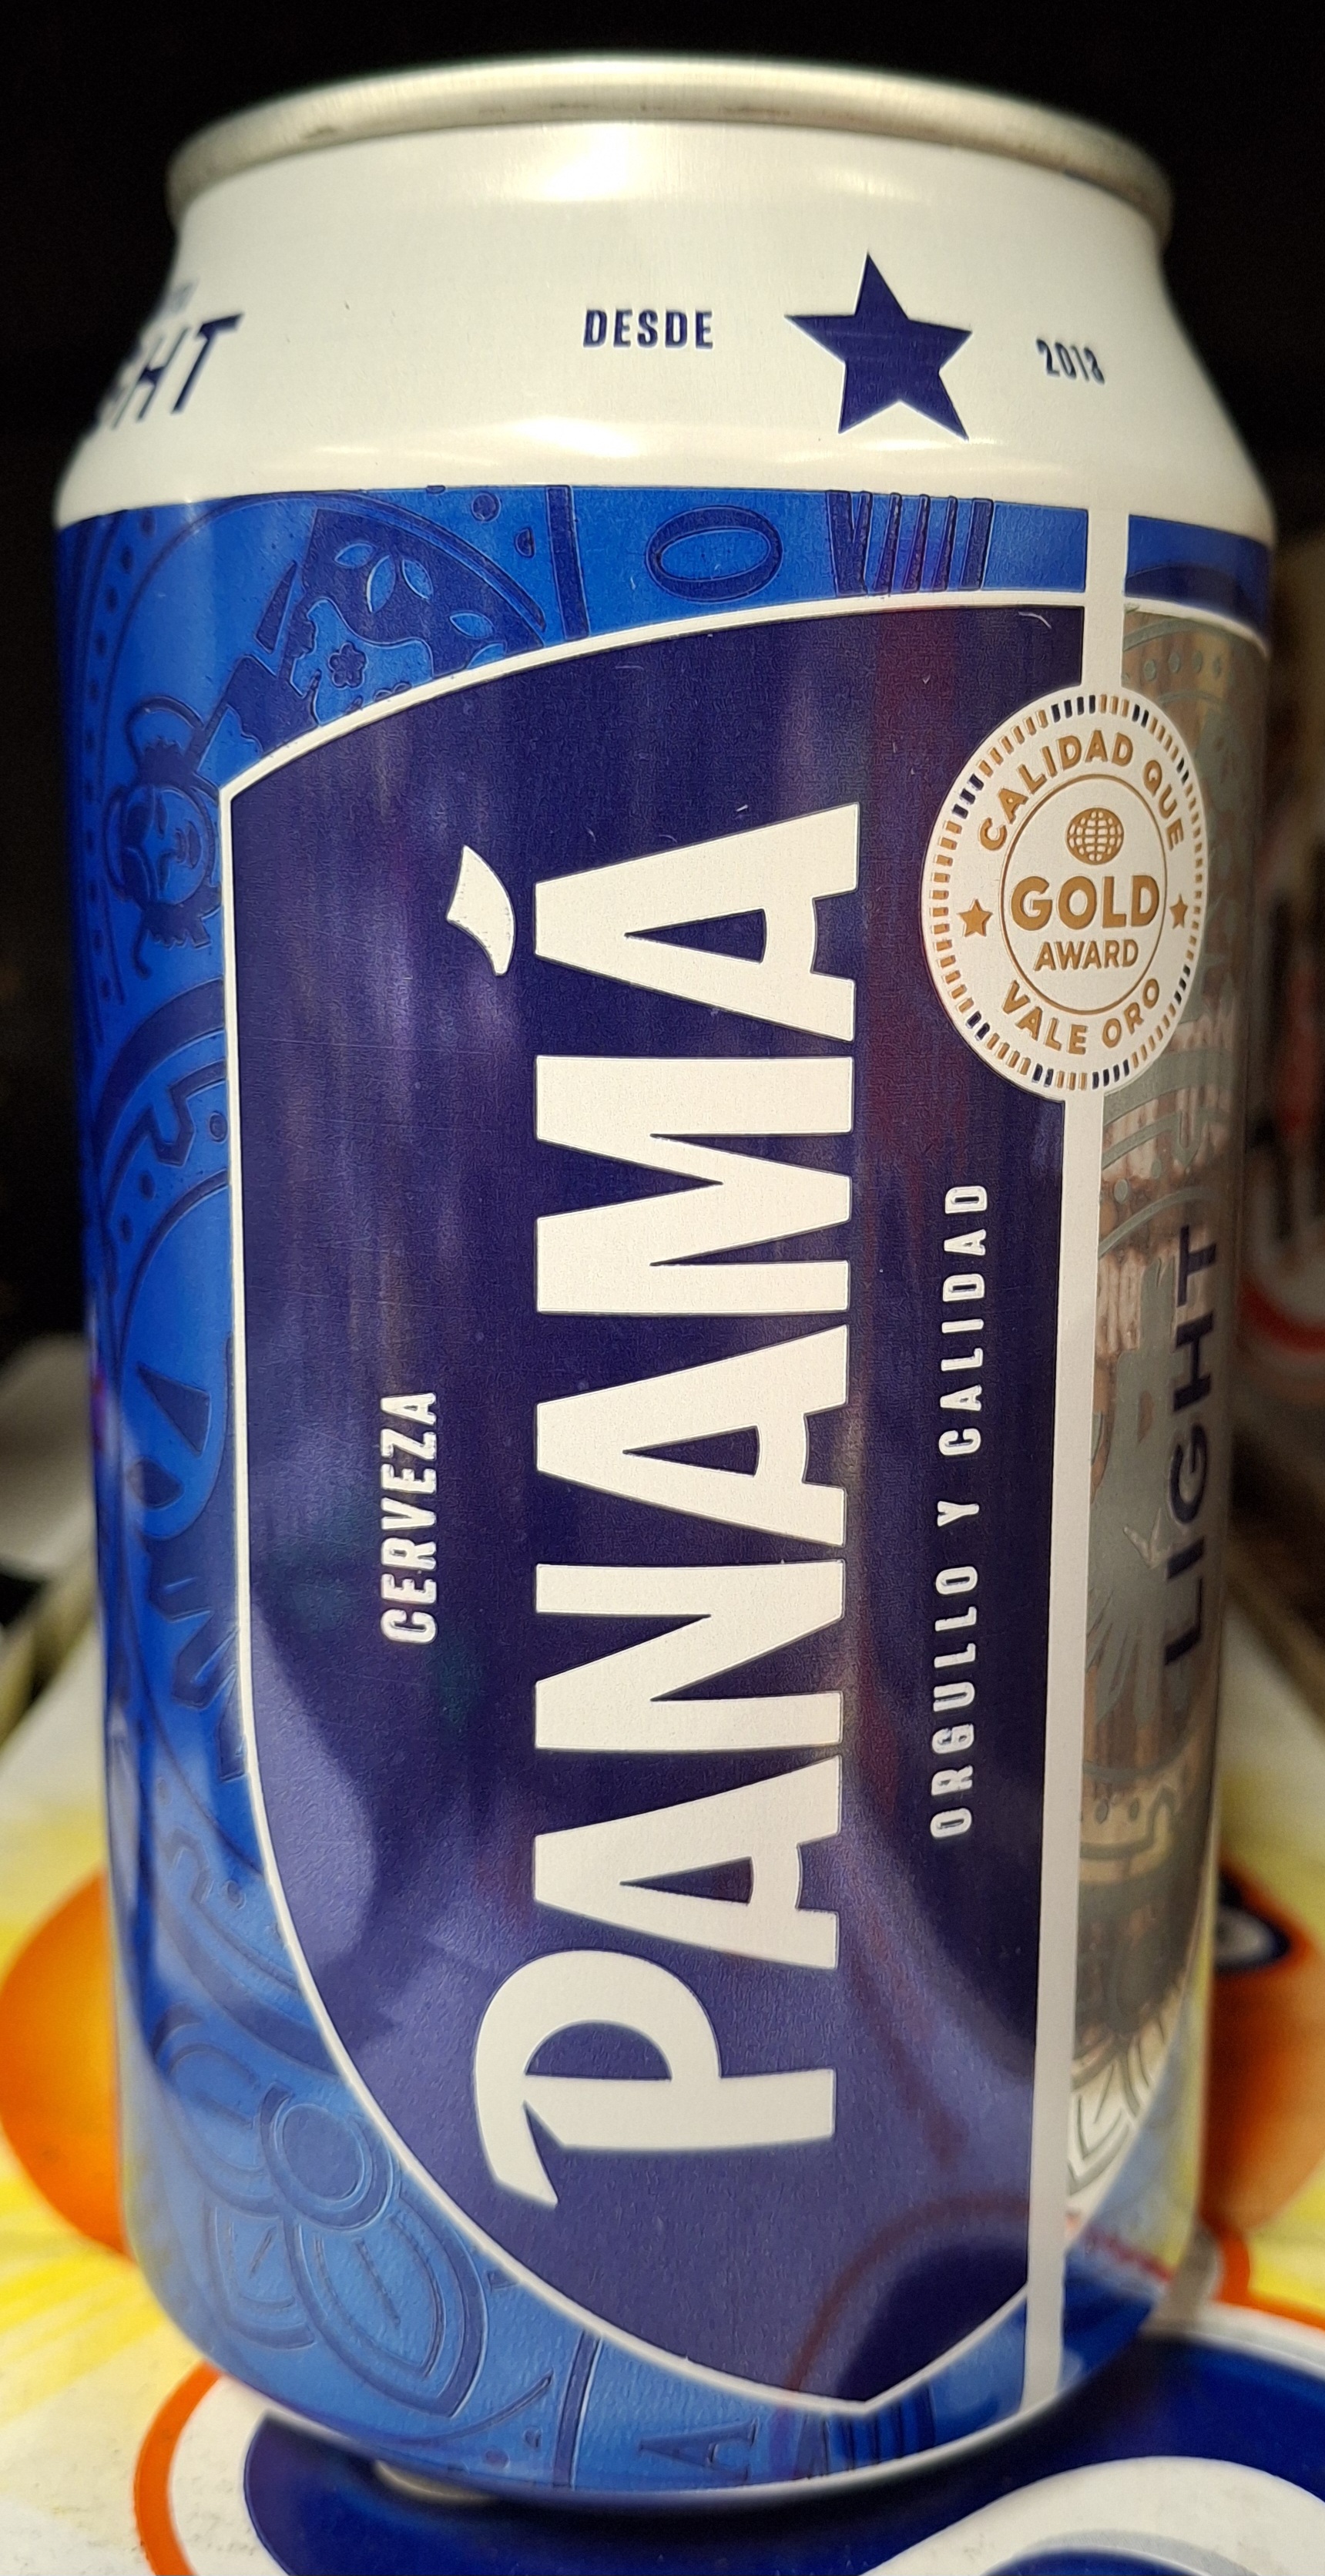 DESDE
2018
CERVEZA
PANAMÁ
ORGULLO Y CALIDAD
CALIDAD QUE
GOLD
AWARD
VALE ORO
LIGHT